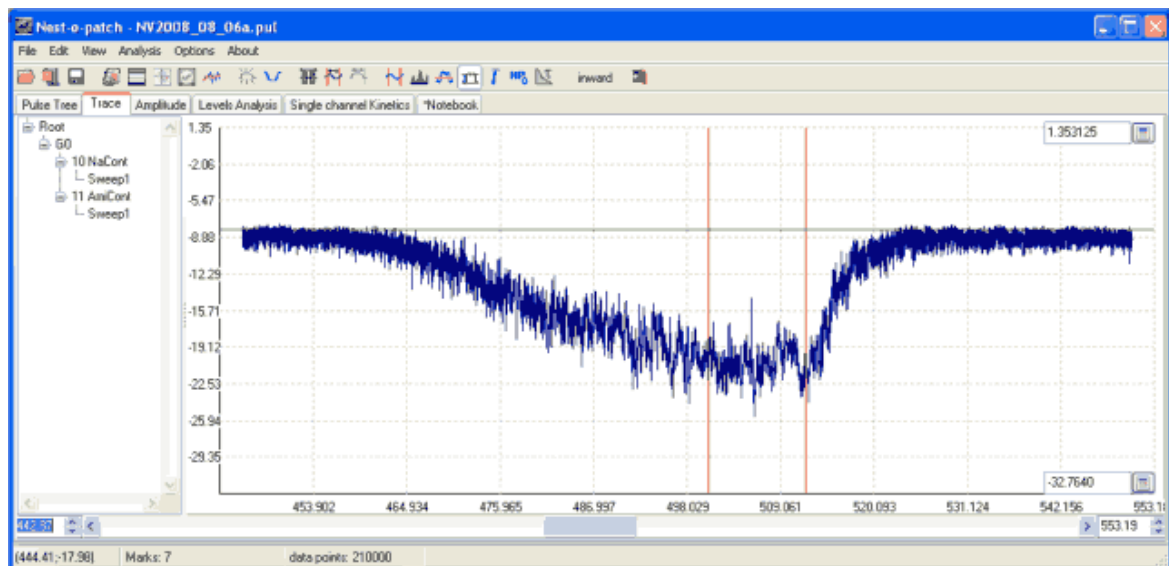 Nest-o-patch - NV2008_08_06a.pul
File Edit View Analysis Options About
inward
Pulse Tree Trace Amplitude Levels Analysis Single channel Kinetics *Notebook
Root
G0
10 NaCont
Sweep1
11 AmiCont
Sweep1
1.35
-2.06
-5.47
-8.88
-12.29
-15.71
-19.12
-22.53
-25.94
-29.35
1.353125
-32.7640
453.902 464.934 475.965 486.997 498.029 509.061 520.093 531.124 542.156
553.19
(444.41;-17.98) Marks: 7 data points: 210000